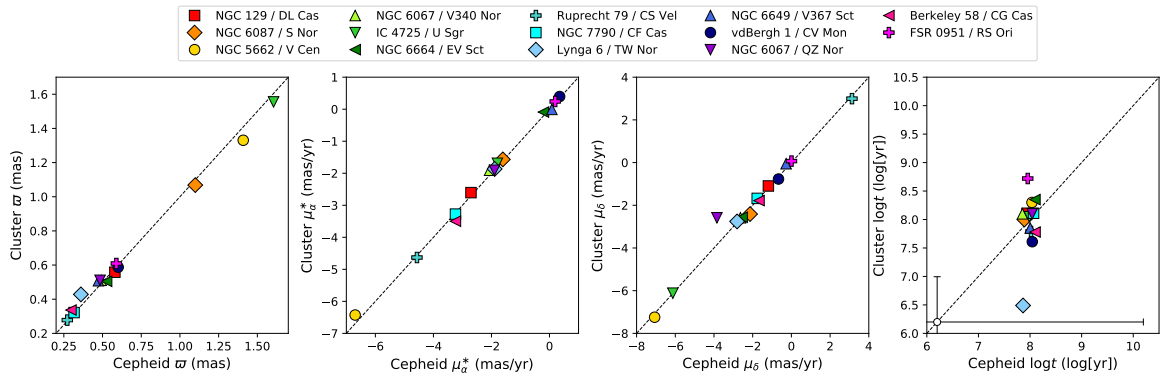 NGC 129 / DL Cas
NGC 6067 / V340 Nor
Ruprecht 79 / CS Vel
NGC 6649 / V367 Sct
Berkeley 58 / CG Cas
NGC 6087 / S Nor
IC 4725 / U Sgr
NGC 7790 / CF Cas
vdBergh 1 / CV Mon
FSR 0951 / RS Ori
NGC 5662 / V Cen
NGC 6664 / EV Sct
Lynga 6 / TW Nor
NGC 6067 / QZ Nor
Cluster ϖ (mas)
1.6
1.4
1.2
1.0
0.8
0.6
0.4
0.2
0.25 0.50 0.75 1.00 1.25 1.50
Cepheid ϖ (mas)
Cluster μ*α (mas/yr)
1
0
−1
−2
−3
−4
−5
−6
−7
−6 −4 −2 0
Cepheid μ*α (mas/yr)
Cluster μδ (mas/yr)
4
2
0
−2
−4
−6
−8
−8 −6 −4 −2 0 2 4
Cepheid μδ (mas/yr)
Cluster logt (log[yr])
10.5
10.0
9.5
9.0
8.5
8.0
7.5
7.0
6.5
6.0
6 7 8 9 10
Cepheid logt (log[yr])